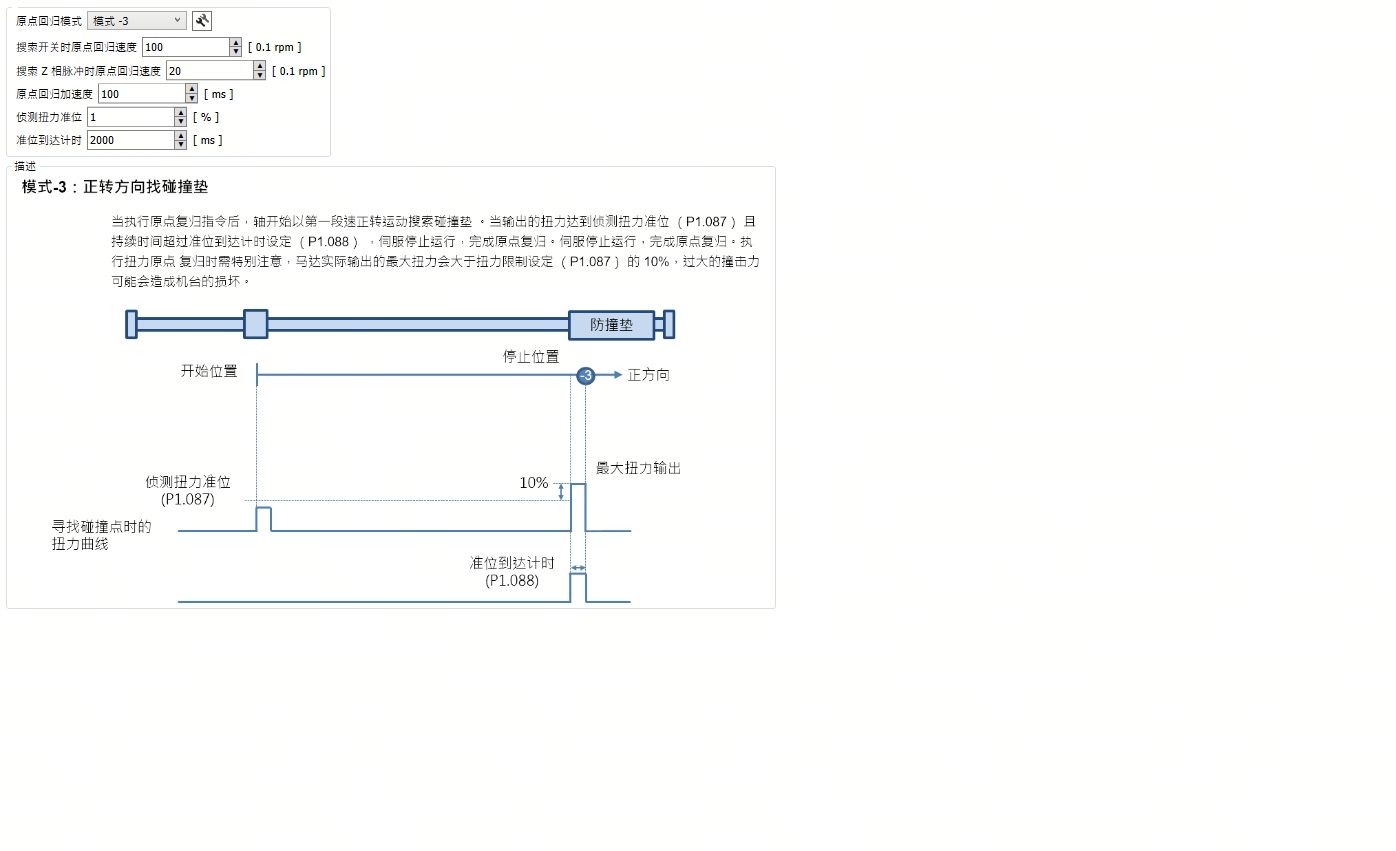 原点回归模式 模式 -3
搜索开关时原点回归速度 100 [ 0.1 rpm ]
搜索 Z 相脉冲时原点回归速度 20 [ 0.1 rpm ]
原点回归加速度 100 [ ms ]
侦测扭力准位 1 [ % ]
准位到达计时 2000 [ ms ]
描述
模式-3：正转方向找碰撞垫
当执行原点复归指令后，轴开始以第一段速正转运动搜索碰撞垫 。当输出的扭力达到侦测扭力准位 （ P1.087 ） 且
持续时间超过准位到达计时设定 （ P1.088 ） ，伺服停止运行，完成原点复归。伺服停止运行，完成原点复归。执
行扭力原点 复归时需特别注意，马达实际输出的最大扭力会大于扭力限制设定 （ P1.087 ） 的 10%，过大的撞击力
可能会造成机台的损坏。
防撞垫
停止位置
开始位置
-3
正方向
最大扭力输出
侦测扭力准位
(P1.087)
10%
寻找碰撞点时的
扭力曲线
准位到达计时
(P1.088)